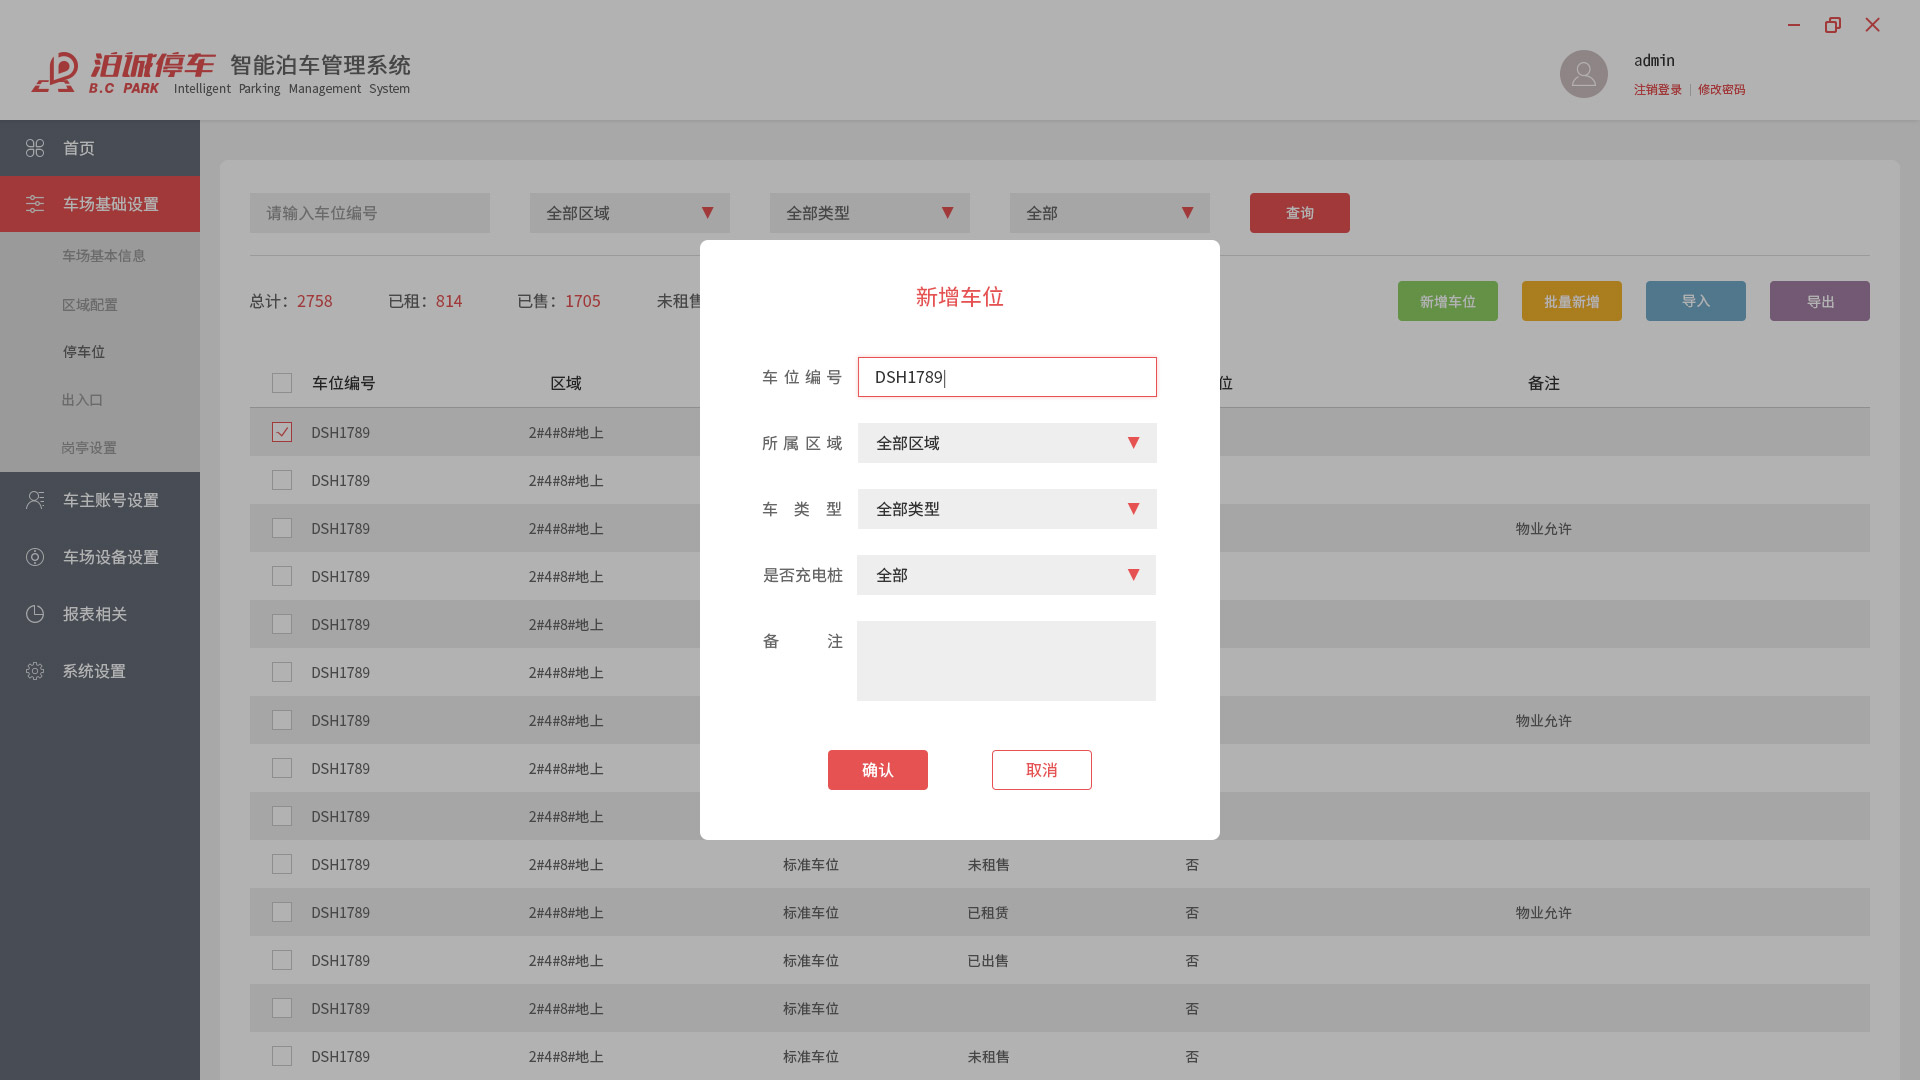 泊诚停车 智能泊车管理系统
B.C PARK Intelligent Parking Management System
admin
注销登录 | 修改密码
首页
车场基础设置
车场基本信息
区域配置
停车位
出入口
岗亭设置
车主账号设置
车场设备设置
报表相关
系统设置
请输入车位编号 全部区域 全部类型 全部 查询
总计：2758 已租：814 已售：1705 未租售
新增车位 批量新增 导入 导出
车位编号 区域 位 备注
DSH1789 2#4#8#地上
DSH1789 2#4#8#地上
DSH1789 2#4#8#地上 物业允许
DSH1789 2#4#8#地上
DSH1789 2#4#8#地上
DSH1789 2#4#8#地上
DSH1789 2#4#8#地上 物业允许
DSH1789 2#4#8#地上
DSH1789 2#4#8#地上
DSH1789 2#4#8#地上 标准车位 未租售 否
DSH1789 2#4#8#地上 标准车位 已租赁 否 物业允许
DSH1789 2#4#8#地上 标准车位 已出售 否
DSH1789 2#4#8#地上 标准车位 否
DSH1789 2#4#8#地上 标准车位 未租售 否
新增车位
车位编号 DSH1789
所属区域 全部区域
车类型 全部类型
是否充电桩 全部
备注
确认 取消